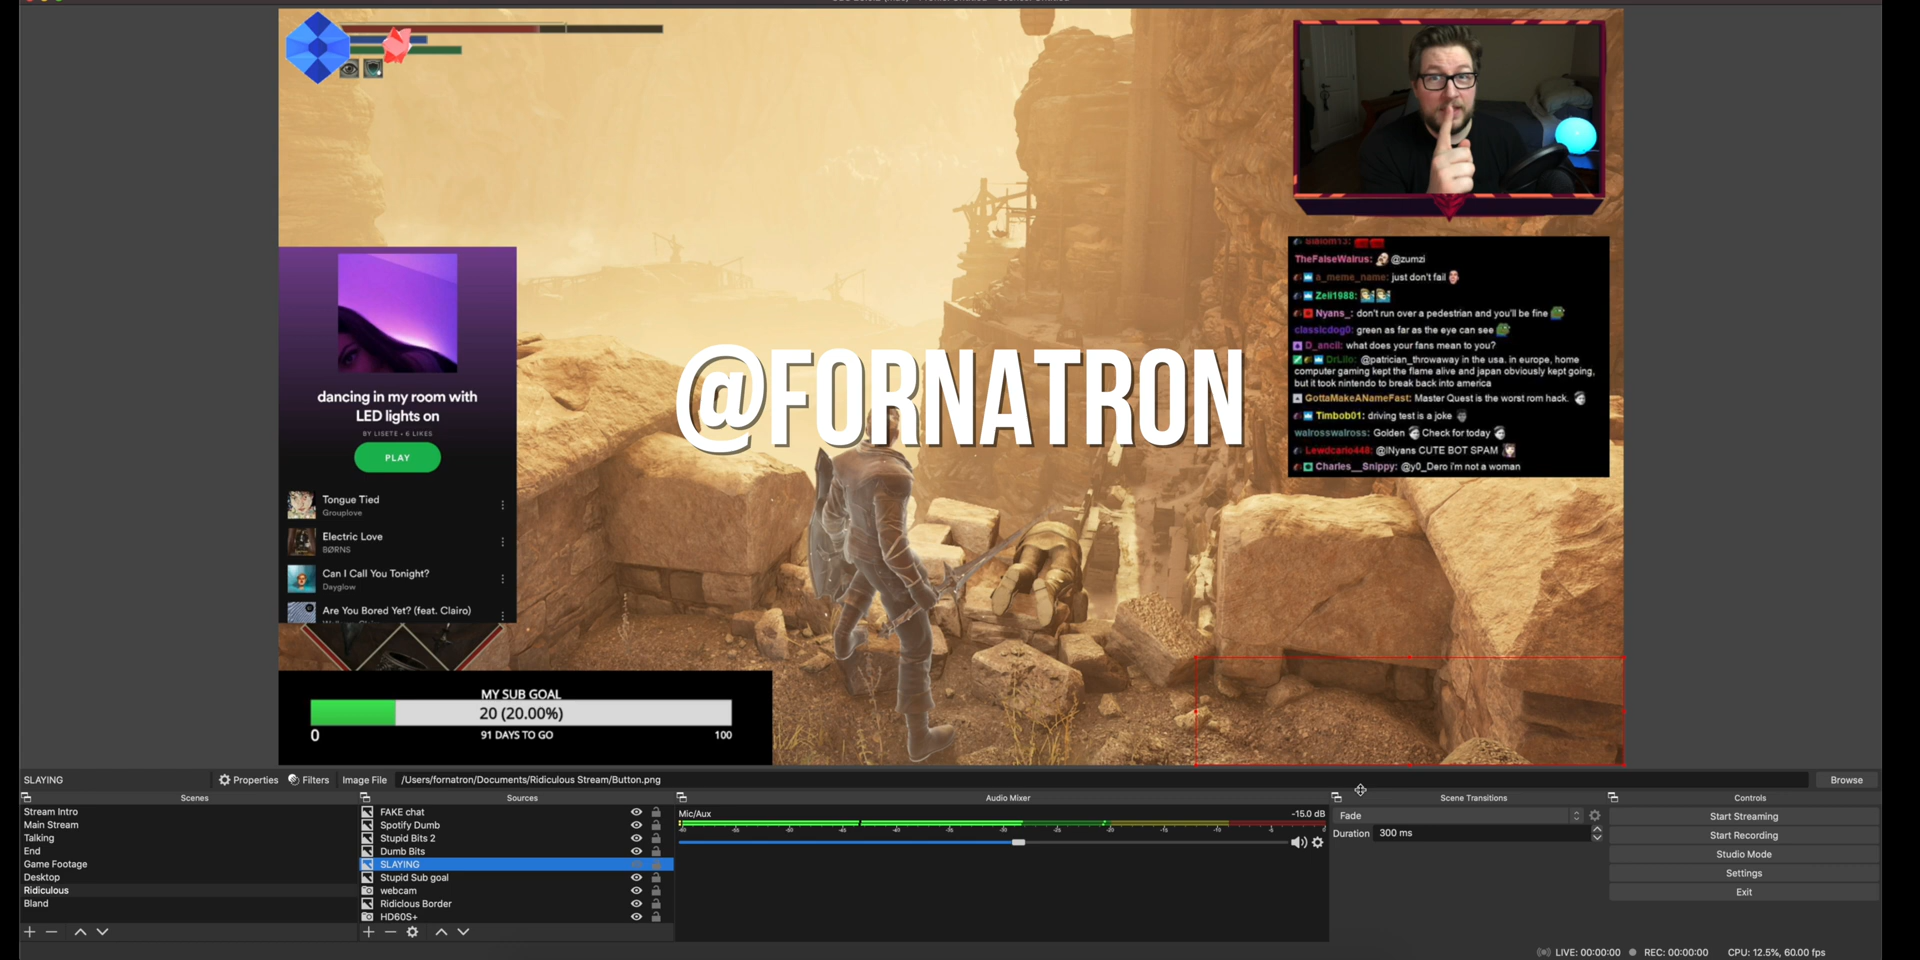 @FORNATRON
dancing in my room with
LED lights on
BY LISETE • 6 LIKES
PLAY
Tongue Tied
Grouplove
Electric Love
BØRNS
Can I Call You Tonight?
Dayglow
Are You Bored Yet? (feat. Clairo)
MY SUB GOAL
20 (20.00%)
0
91 DAYS TO GO
100
TheFalseWalrus: @zumzi
a_meme_name: just don't fail
Zeli1988:
Nyans_: don't run over a pedestrian and you'll be fine
classicdog0: green as far as the eye can see
D_ancil: what does your fans mean to you?
DrLilo: @patrician_throwaway in the usa. in europe, home
computer gaming kept the flame alive and japan obviously kept going,
but it took nintendo to break back into america
GottaMakeANameFast: Master Quest is the worst rom hack.
Timbob01: driving test is a joke
walrosswalross: Golden Check for today
Lewdcario448: @INyans CUTE BOT SPAM
Charles__Snippy: @y0_Dero i'm not a woman
SLAYING
Properties
Filters
Image File
/Users/fornatron/Documents/Ridiculous Stream/Button.png
Browse
Scenes
Stream Intro
Main Stream
Talking
End
Game Footage
Desktop
Ridiculous
Bland
Sources
FAKE chat
Spotify Dumb
Stupid Bits 2
Dumb Bits
SLAYING
Stupid Sub goal
webcam
Ridiclous Border
HD60S+
Audio Mixer
Mic/Aux
-15.0 dB
Scene Transitions
Fade
Duration 300 ms
Controls
Start Streaming
Start Recording
Studio Mode
Settings
Exit
LIVE: 00:00:00
REC: 00:00:00
CPU: 12.5%, 60.00 fps